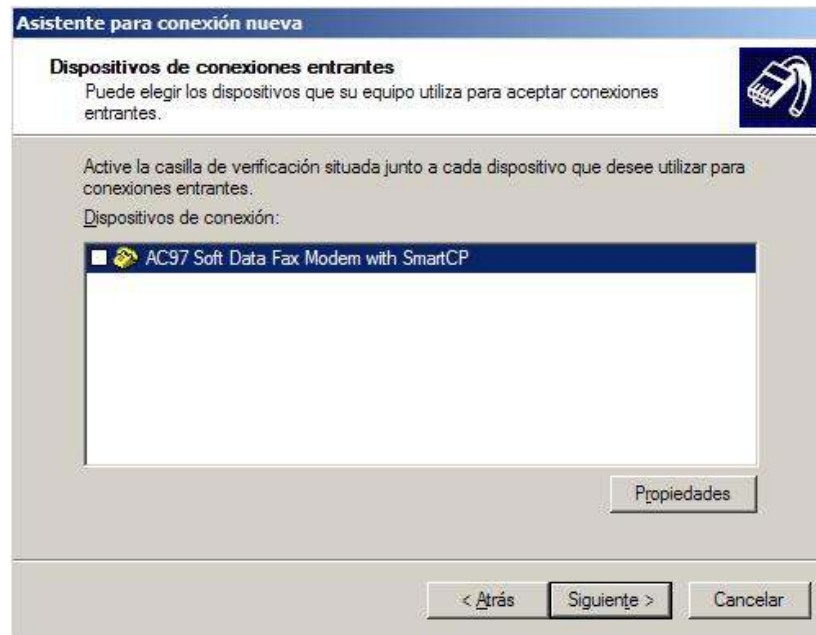 Asistente para conexión nueva
Dispositivos de conexiones entrantes
Puede elegir los dispositivos que su equipo utiliza para aceptar conexiones
entrantes.
Active la casilla de verificación situada junto a cada dispositivo que desee utilizar para
conexiones entrantes.
Dispositivos de conexión:
AC97 Soft Data Fax Modem with SmartCP
Propiedades
< Atrás
Siguiente >
Cancelar